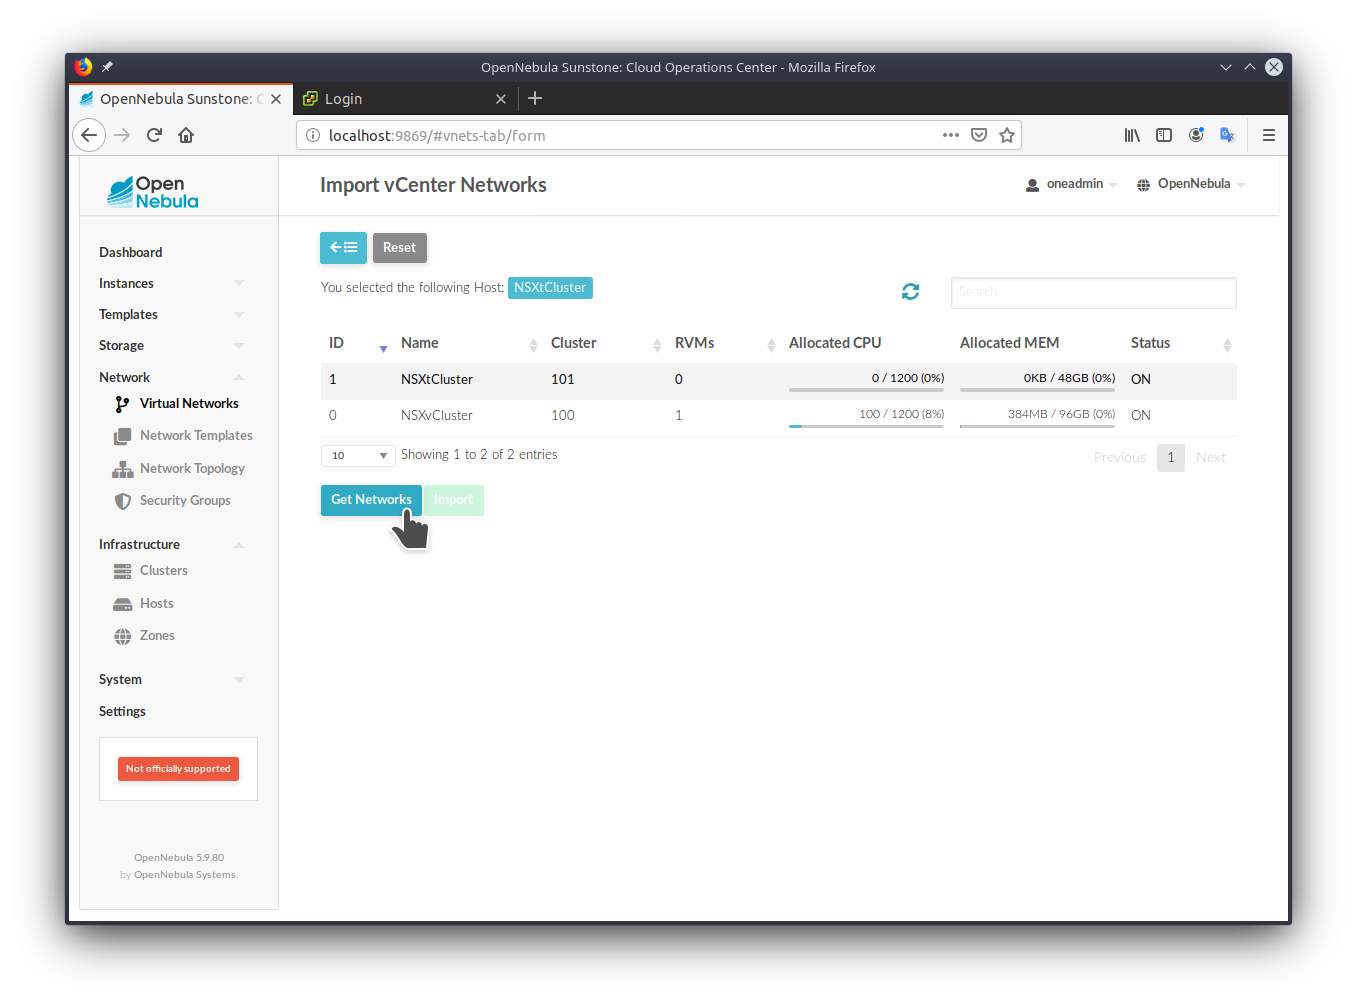 OpenNebula Sunstone: Cloud Operations Center - Mozilla Firefox
OpenNebula Sunstone: C
Login
localhost:9869/#vnets-tab/form
Open
Nebula
Import vCenter Networks
oneadmin
OpenNebula
Dashboard
Instances
Templates
Storage
Network
Virtual Networks
Network Templates
Network Topology
Security Groups
Infrastructure
Clusters
Hosts
Zones
System
Settings
Not officially supported
OpenNebula 5.9.80
by OpenNebula Systems.
Reset
You selected the following Host: NSXtCluster
Search
ID Name Cluster RVMs Allocated CPU Allocated MEM Status
1 NSXtCluster 101 0 0 / 1200 (0%) 0KB / 48GB (0%) ON
0 NSXvCluster 100 1 100 / 1200 (8%) 384MB / 96GB (0%) ON
10 Showing 1 to 2 of 2 entries
Previous 1 Next
Get Networks Import